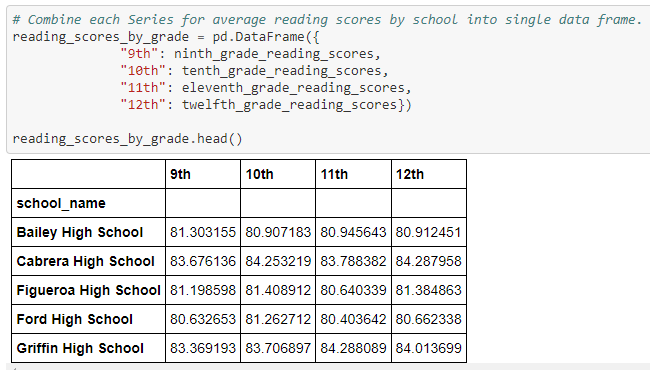 # Combine each Series for average reading scores by school into single data frame.
reading_scores_by_grade = pd.DataFrame({
"9th": ninth_grade_reading_scores,
"10th": tenth_grade_reading_scores,
"11th": eleventh_grade_reading_scores,
"12th": twelfth_grade_reading_scores})
reading_scores_by_grade.head()
9th 10th 11th 12th
school_name
Bailey High School 81.303155 80.907183 80.945643 80.912451
Cabrera High School 83.676136 84.253219 83.788382 84.287958
Figueroa High School 81.198598 81.408912 80.640339 81.384863
Ford High School 80.632653 81.262712 80.403642 80.662338
Griffin High School 83.369193 83.706897 84.288089 84.013699